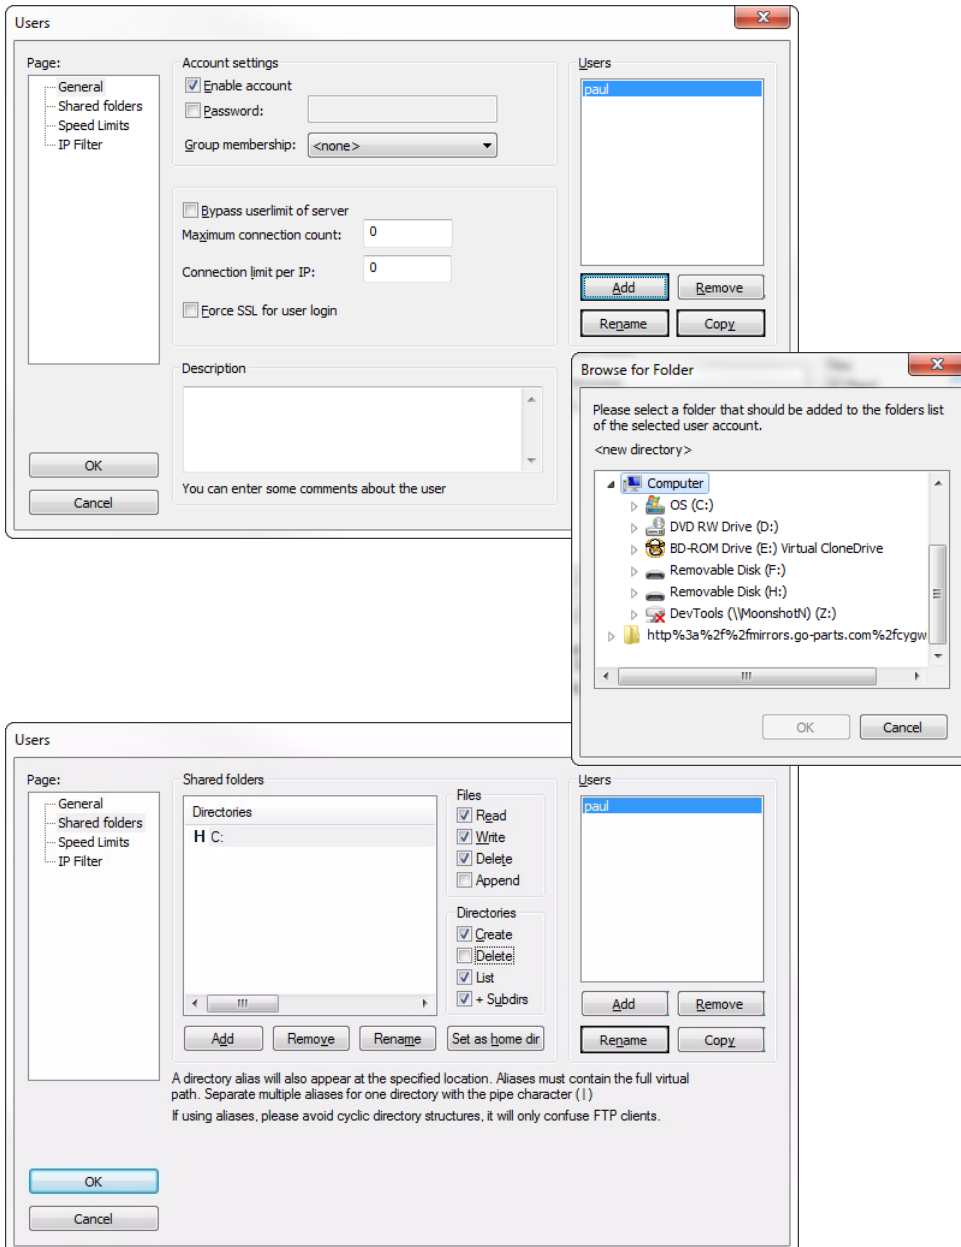 Users
Page:
General
Shared folders
Speed Limits
IP Filter
OK
Cancel
Account settings
Enable account
Password:
Group membership: <none>
Bypass userlimit of server
Maximum connection count: 0
Connection limit per IP: 0
Force SSL for user login
Description
You can enter some comments about the user
Users
paul
Add Remove
Rename Copy
Browse for Folder
Please select a folder that should be added to the folders list
of the selected user account.
<new directory>
Computer
OS (C:)
DVD RW Drive (D:)
BD-ROM Drive (E:) Virtual CloneDrive
Removable Disk (F:)
Removable Disk (H:)
DevTools (\\MoonshotN) (Z:)
http%3a%2f%2fmirrors.go-parts.com%2fcygw
OK Cancel
Users
Page:
General
Shared folders
Speed Limits
IP Filter
OK
Cancel
Shared folders
Directories
H C:
Add Remove Rename Set as home dir
Files
Read
Write
Delete
Append
Directories
Create
Delete
List
+ Subdirs
Users
paul
Add Remove
Rename Copy
A directory alias will also appear at the specified location. Aliases must contain the full virtual
path. Separate multiple aliases for one directory with the pipe character (|)
If using aliases, please avoid cyclic directory structures, it will only confuse FTP clients.